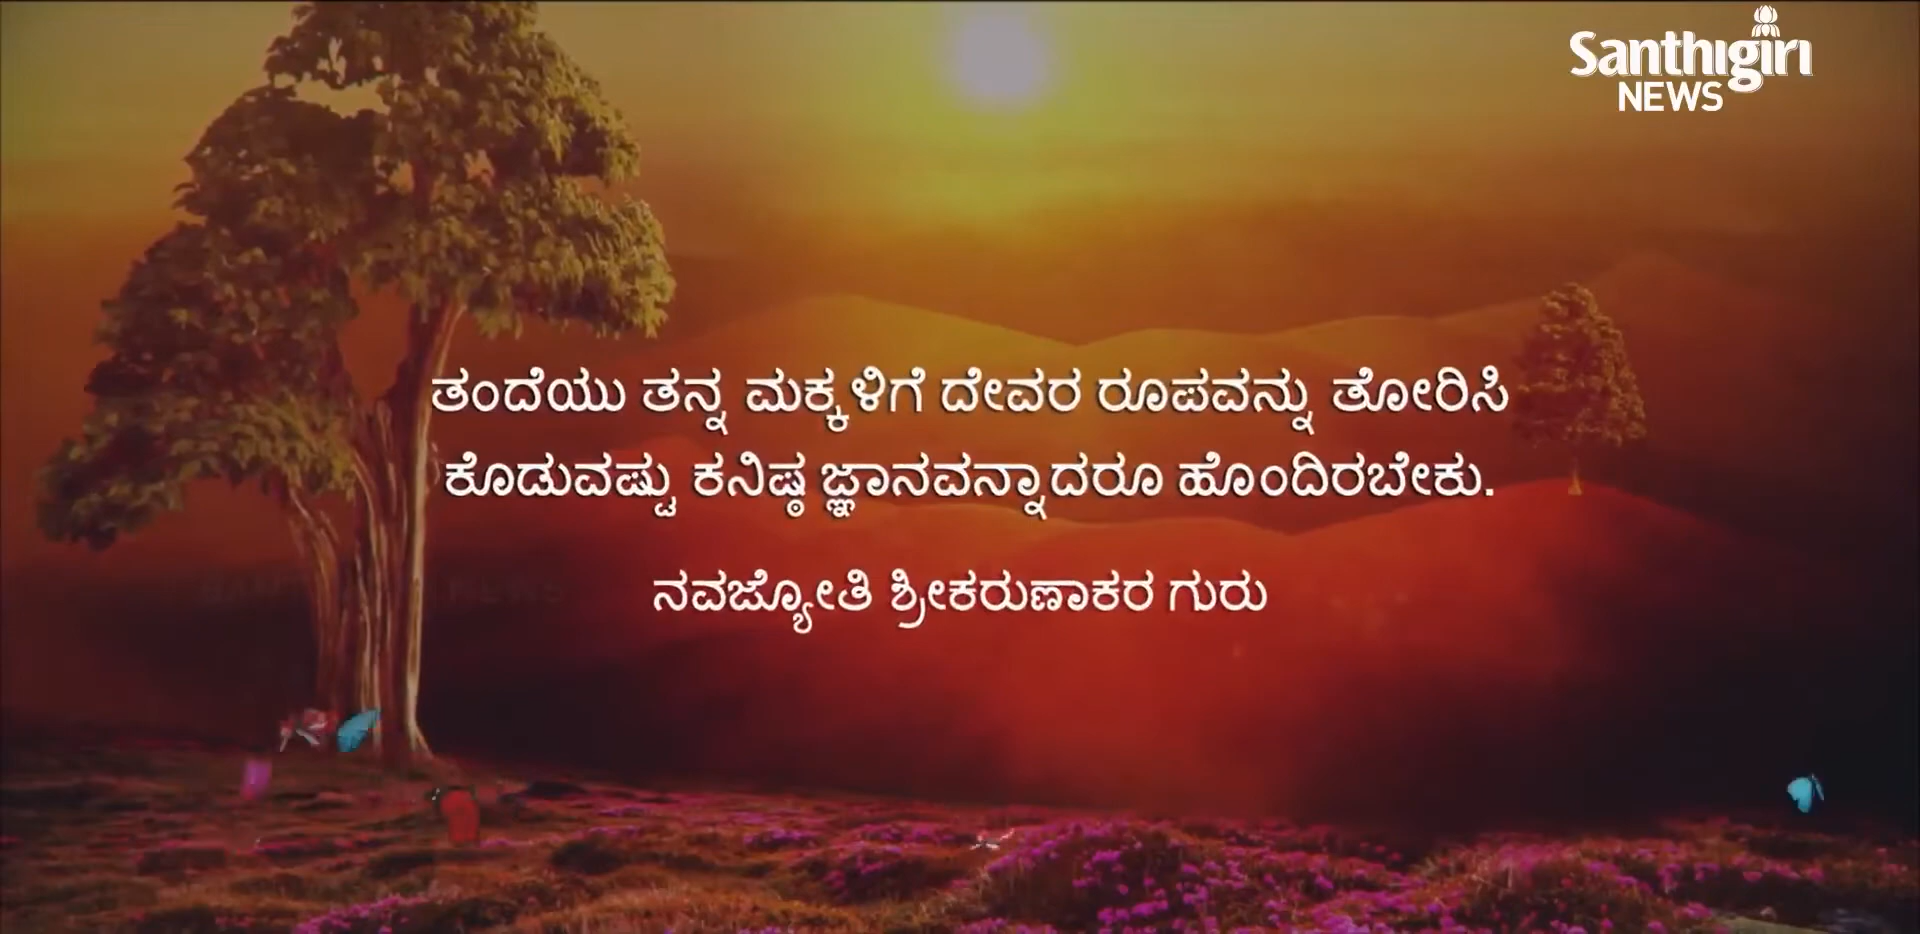 Santhigiri
NEWS
ತಂದೆಯು ತನ್ನ ಮಕ್ಕಳಿಗೆ ದೇವರ ರೂಪವನ್ನು ತೋರಿಸಿ
ಕೊಡುವಷ್ಟು ಕನಿಷ್ಠ ಜ್ಞಾನವನ್ನಾದರೂ ಹೊಂದಿರಬೇಕು.
ನವಜ್ಯೋತಿ ಶ್ರೀಕರುಣಾಕರ ಗುರು